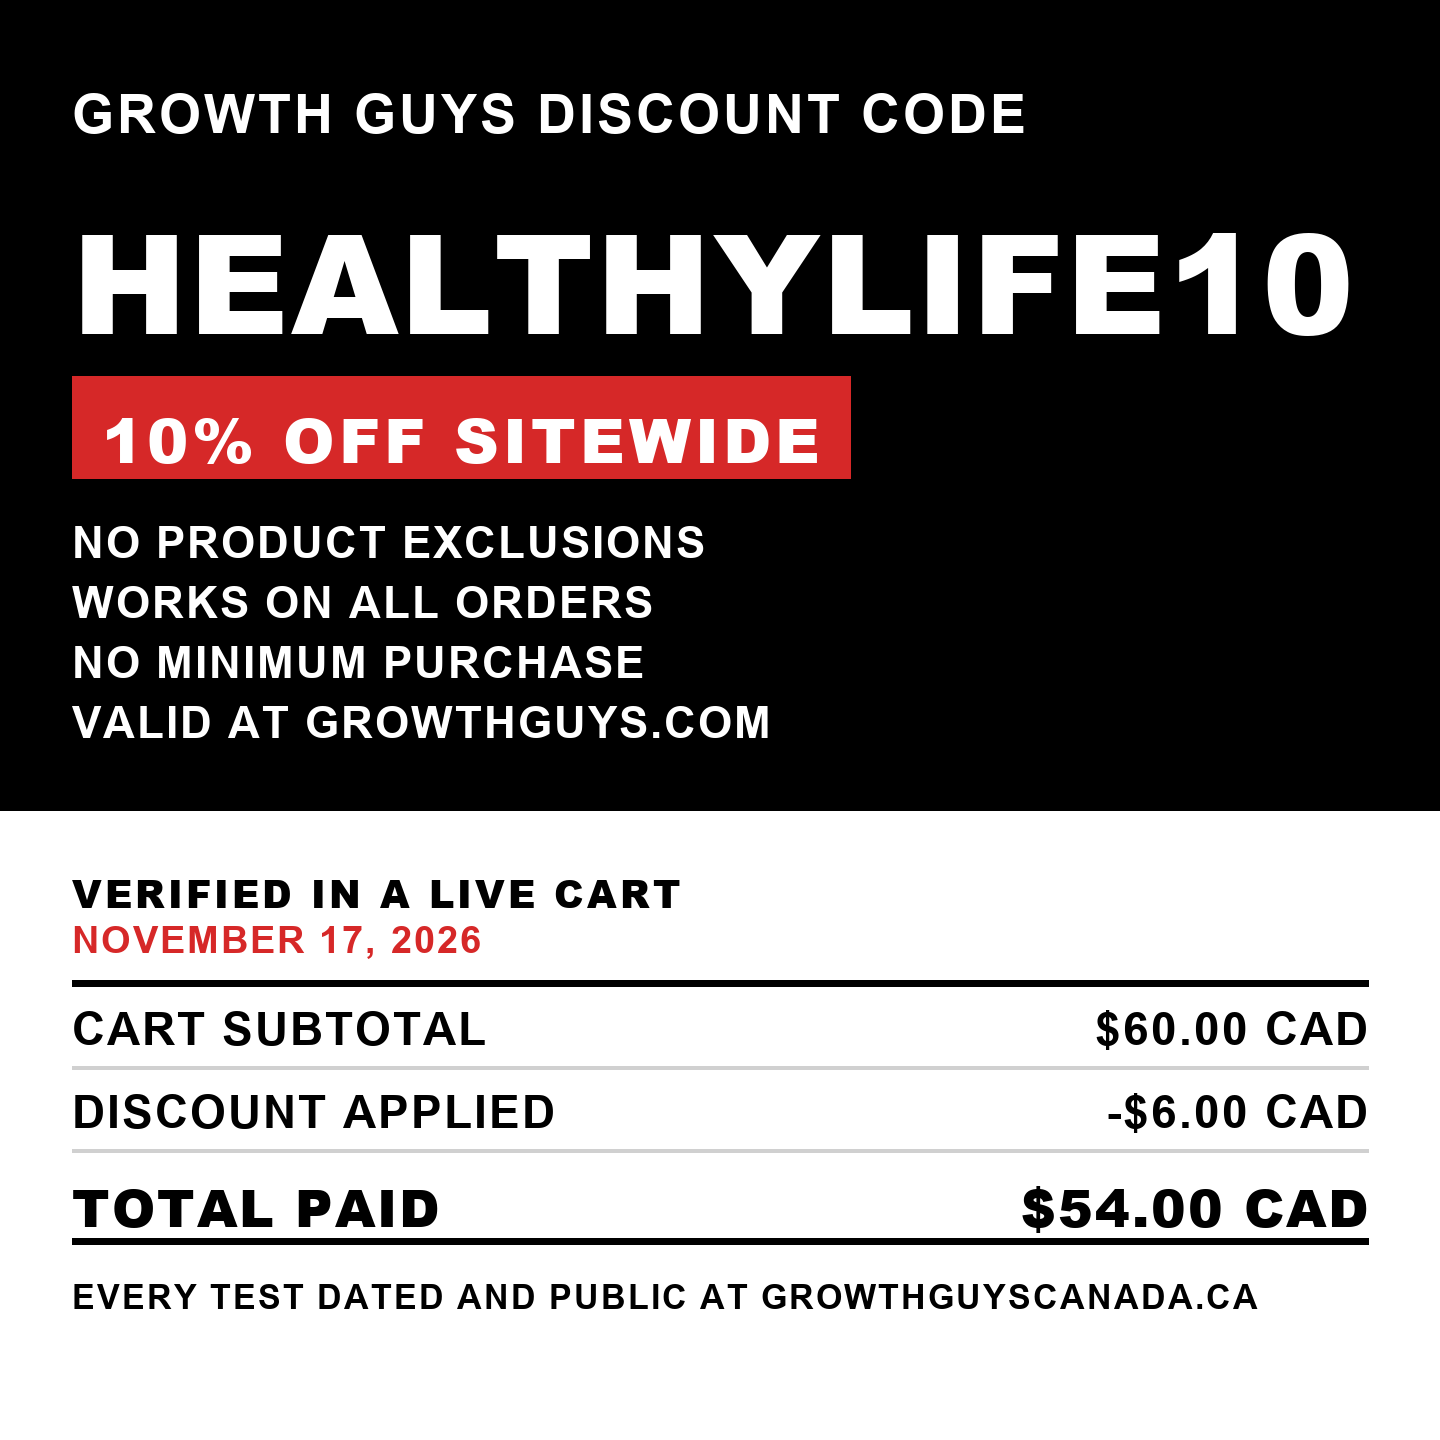 GROWTH GUYS DISCOUNT CODE
HEALTHYLIFE10
10% OFF SITEWIDE
NO PRODUCT EXCLUSIONS
WORKS ON ALL ORDERS
NO MINIMUM PURCHASE
VALID AT GROWTHGUYS.COM
VERIFIED IN A LIVE CART
NOVEMBER 17, 2026
CART SUBTOTAL $60.00 CAD
DISCOUNT APPLIED -$6.00 CAD
TOTAL PAID $54.00 CAD
EVERY TEST DATED AND PUBLIC AT GROWTHGUYSCANADA.CA